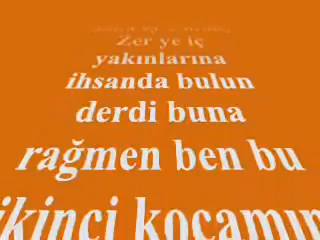 Zer ye iç
yakınlarına
ihsanda bulun
derdi buna
rağmen ben bu
ikinci kocamın